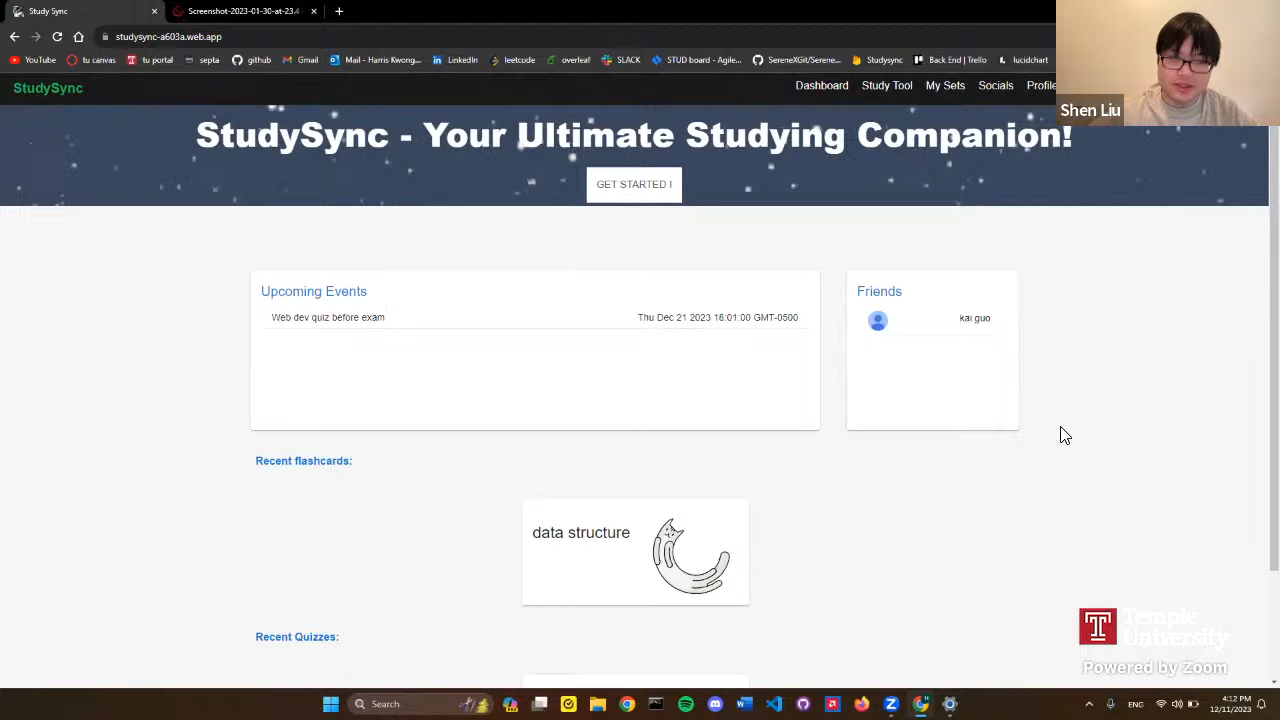 Study Sync
Screenshot-2023-01-30-at-23.4
studysync-a603a.web.app
YouTube
tu canvas
tu portal
septa
github
Gmail
Mail - Harris Kwong...
LinkedIn
leetcode
Overleaf
SLACK
STUD board - Agile...
SereneX/Serene...
Studysync
Back End | Trello
lucidchart
StudySync
Dashboard
Study Tool
My Sets
Socials
Profile
Shen Liu
StudySync - Your Ultimate Studying Companion!
GET STARTED !
Upcoming Events
Web dev quiz before exam
Thu Dec 21 2023 18:01:00 GMT-0500
Friends
kai guo
Recent flashcards:
data structure
Recent Quizzes:
Temple
University
Powered by Zoom
Search
ENG
4:12 PM
12/11/2023